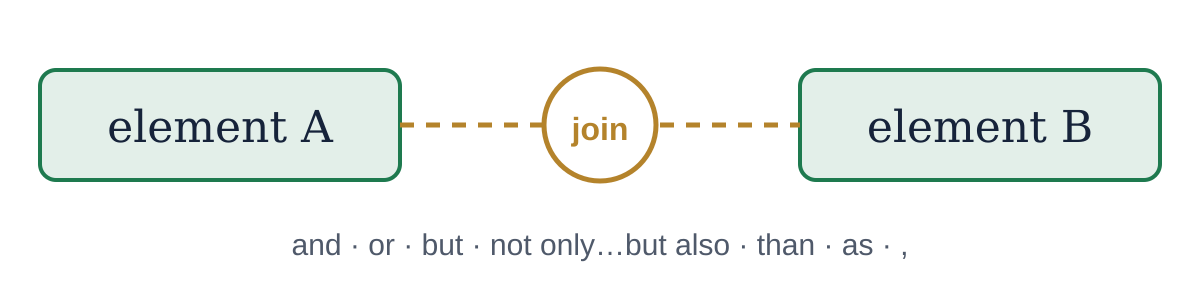 element A join element B
and · or · but · not only…but also · than · as · ,